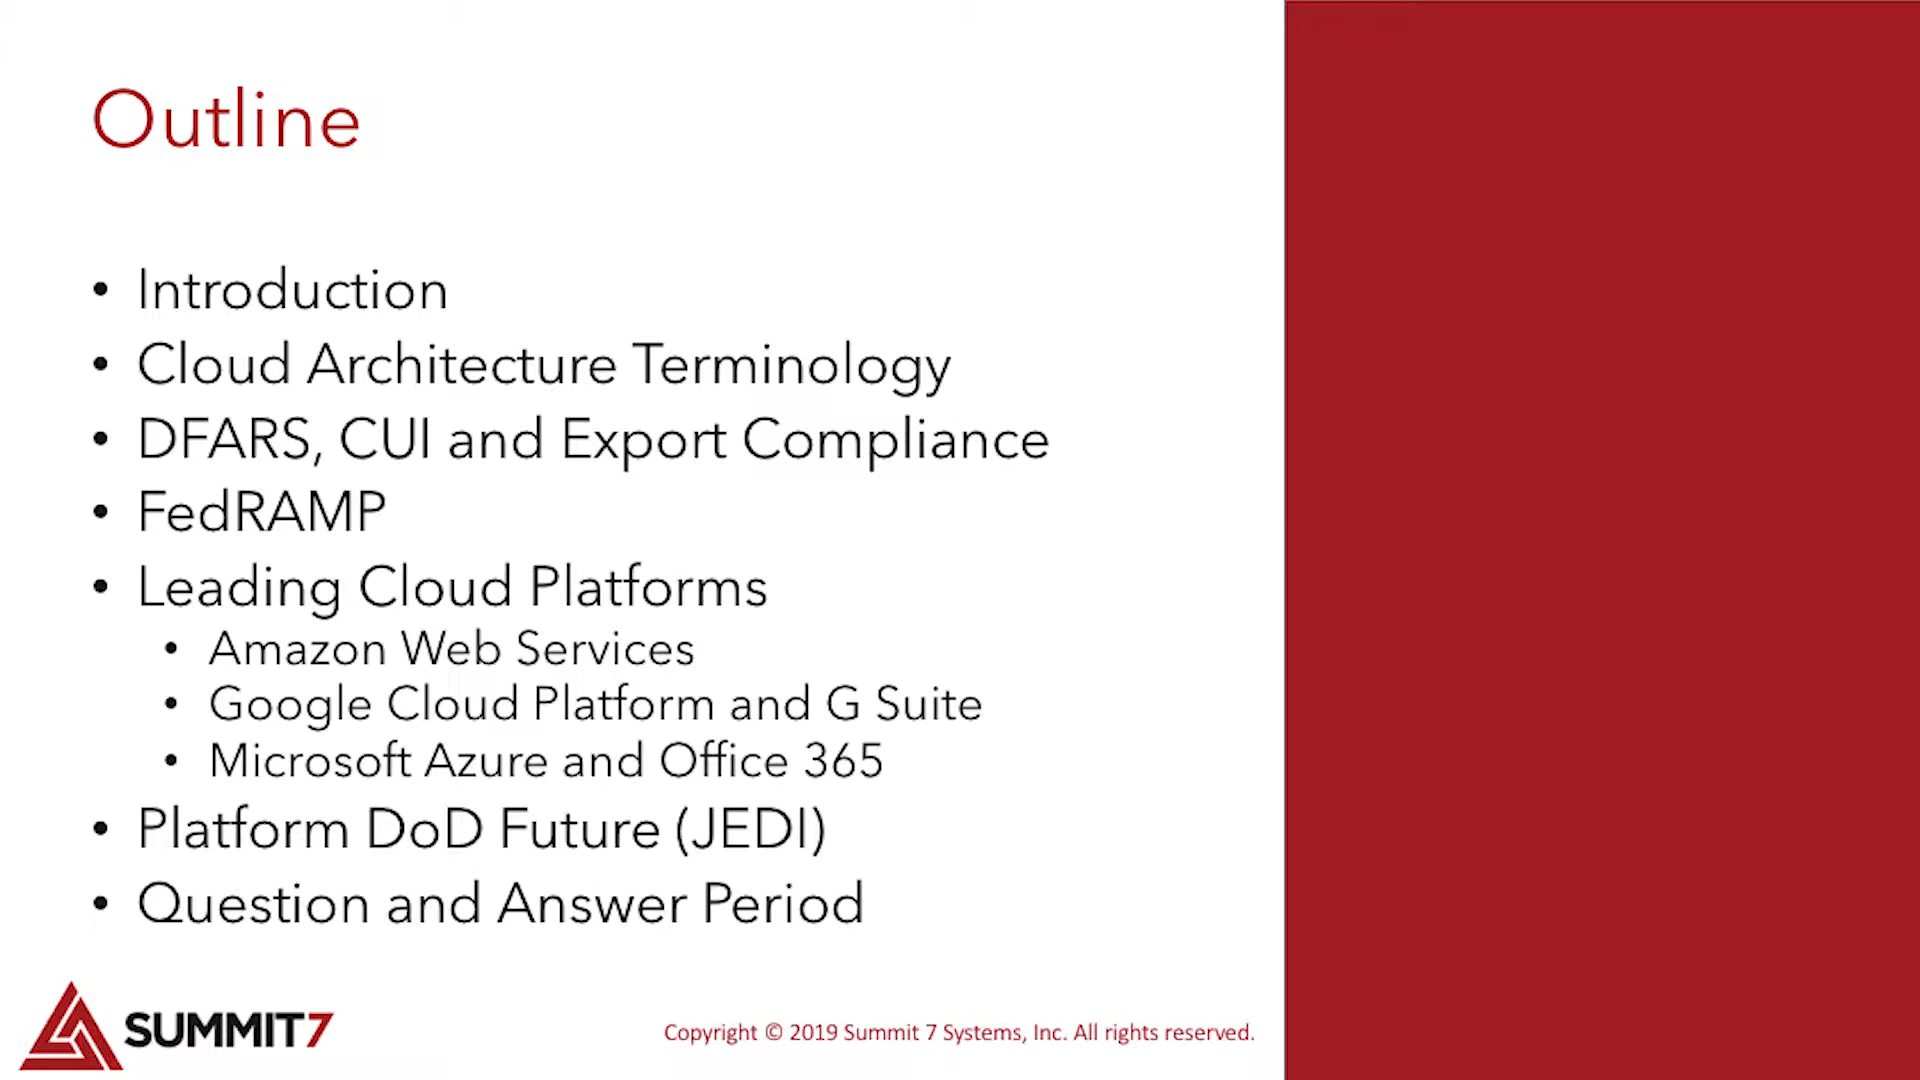 Outline
• Introduction
• Cloud Architecture Terminology
• DFARS, CUI and Export Compliance
• FedRAMP
• Leading Cloud Platforms
• Amazon Web Services
• Google Cloud Platform and G Suite
• Microsoft Azure and Office 365
• Platform DoD Future (JEDI)
• Question and Answer Period
SUMMIT7
Copyright © 2019 Summit 7 Systems, Inc. All rights reserved.